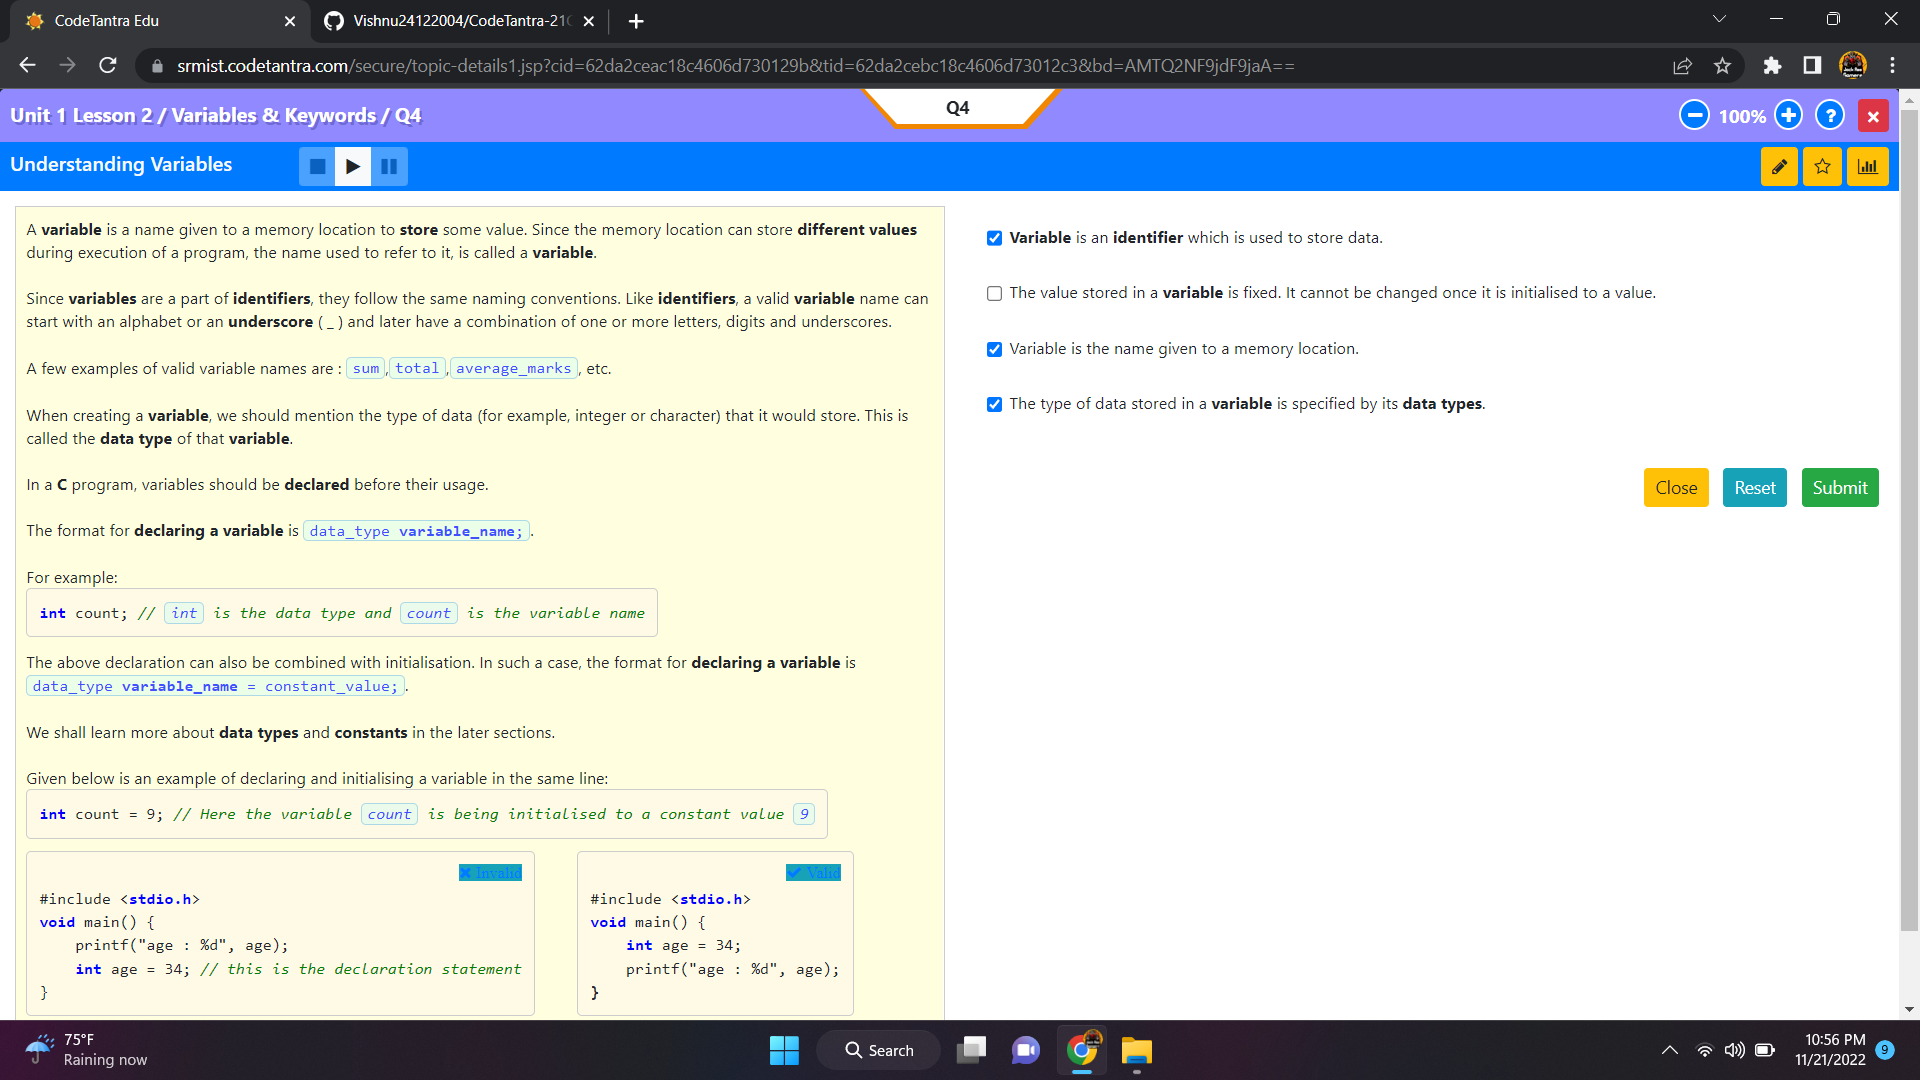 CodeTantra Edu
Vishnu24122004/CodeTantra-21C
srmist.codetantra.com/secure/topic-details1.jsp?cid=62da2ceac18c4606d730129b&tid=62da2cebc18c4606d73012c3&bd=AMTQ2NF9jdF9jaA==
Unit 1 Lesson 2 / Variables & Keywords / Q4
Q4
100%
?
Understanding Variables
A variable is a name given to a memory location to store some value. Since the memory location can store different values
during execution of a program, the name used to refer to it, is called a variable.
Since variables are a part of identifiers, they follow the same naming conventions. Like identifiers, a valid variable name can
start with an alphabet or an underscore ( _ ) and later have a combination of one or more letters, digits and underscores.
A few examples of valid variable names are : sum, total, average_marks, etc.
When creating a variable, we should mention the type of data (for example, integer or character) that it would store. This is
called the data type of that variable.
In a C program, variables should be declared before their usage.
The format for declaring a variable is data_type variable_name;.
For example:
int count; // int is the data type and count is the variable name
The above declaration can also be combined with initialisation. In such a case, the format for declaring a variable is
data_type variable_name = constant_value;.
We shall learn more about data types and constants in the later sections.
Given below is an example of declaring and initialising a variable in the same line:
int count = 9; // Here the variable count is being initialised to a constant value 9
Invalid
#include <stdio.h>
void main() {
printf("age : %d", age);
int age = 34; // this is the declaration statement
}
Valid
#include <stdio.h>
void main() {
int age = 34;
printf("age : %d", age);
}
Variable is an identifier which is used to store data.
The value stored in a variable is fixed. It cannot be changed once it is initialised to a value.
Variable is the name given to a memory location.
The type of data stored in a variable is specified by its data types.
Close
Reset
Submit
75°F
Raining now
Search
10:56 PM
11/21/2022
9